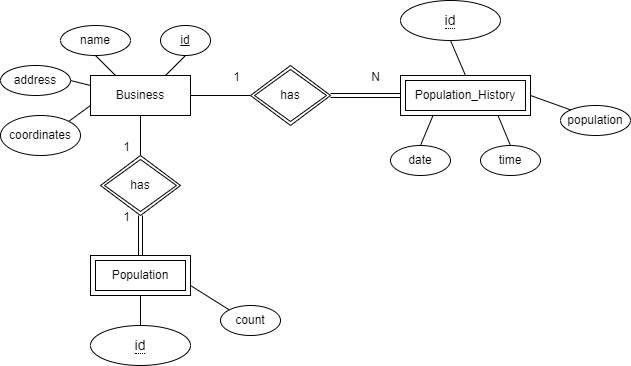 id
name
id
address
1
N
Business
has
Population_History
coordinates
population
1
date
time
has
1
Population
count
id